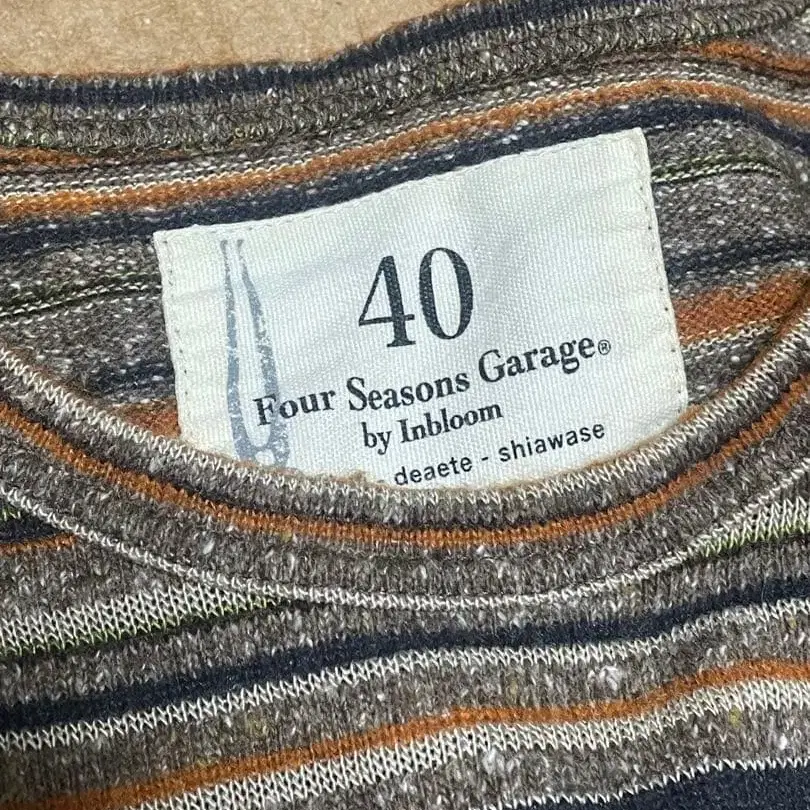 40
Four Seasons Garage®
by Inbloom
- deaete - shiawase